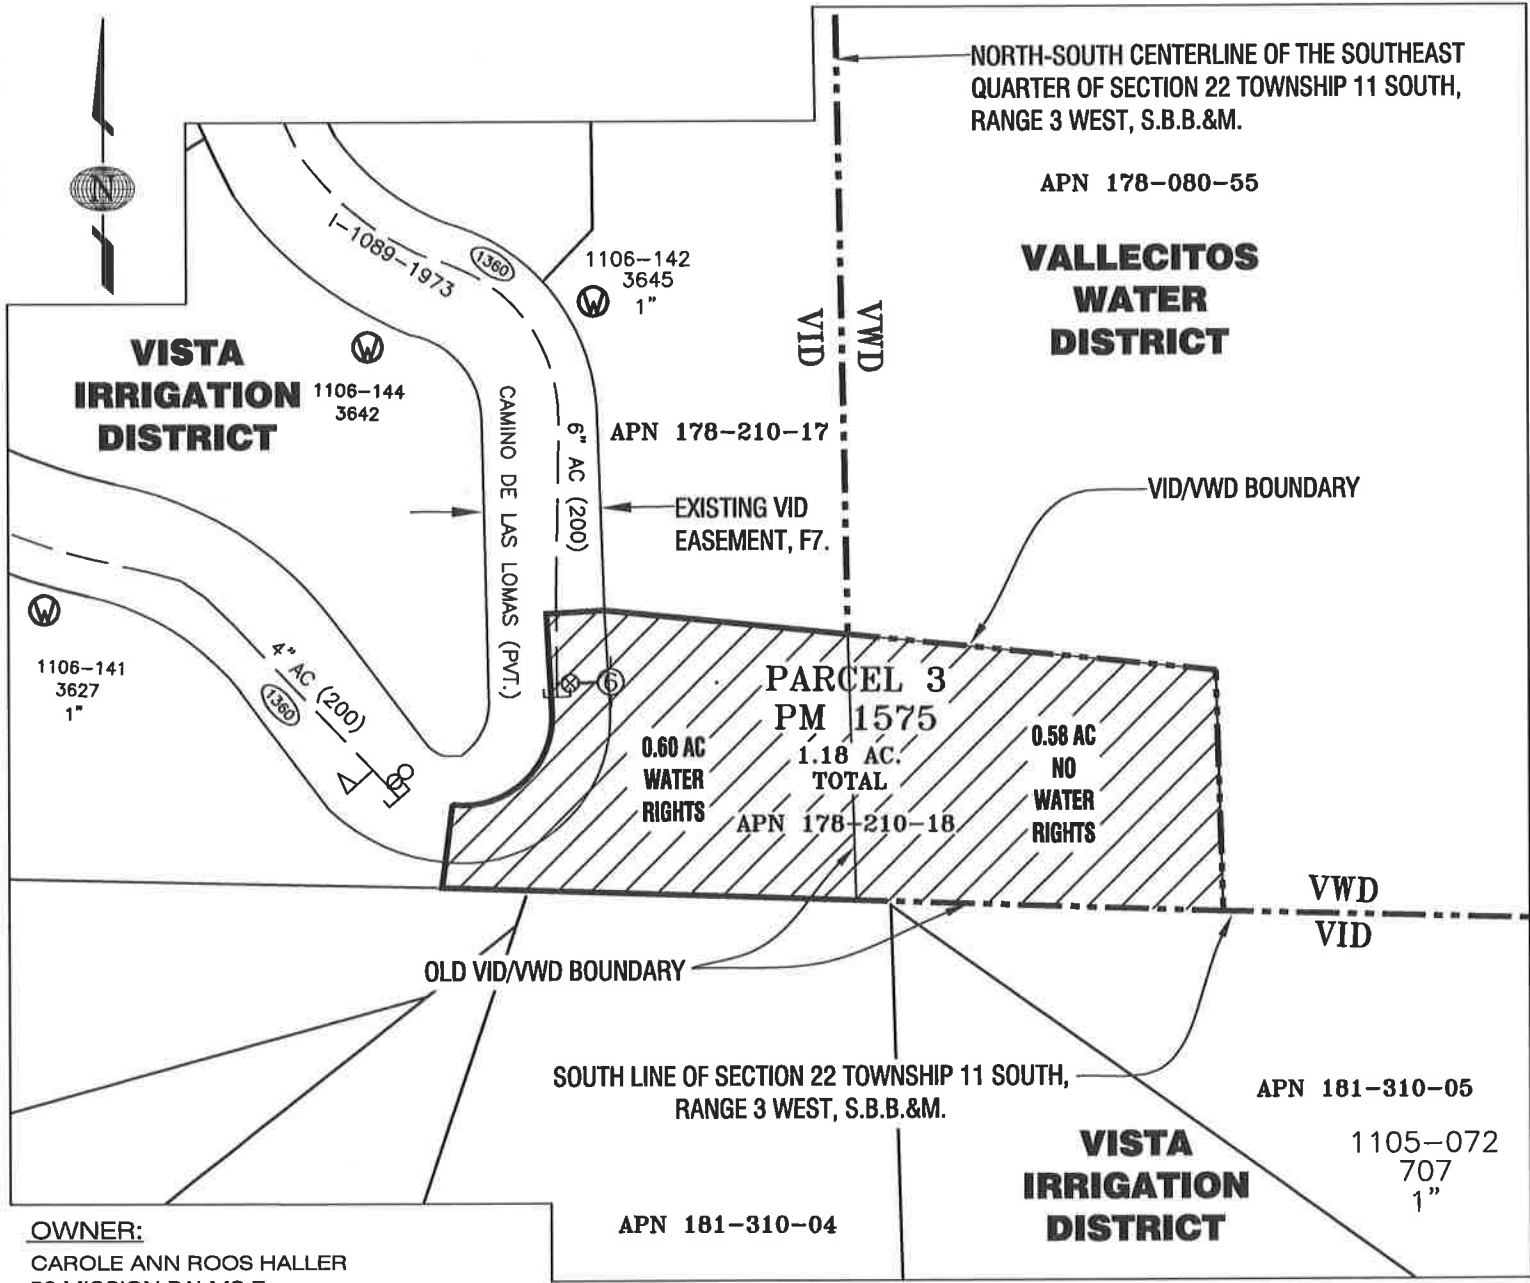 NORTH-SOUTH CENTERLINE OF THE SOUTHEAST
QUARTER OF SECTION 22 TOWNSHIP 11 SOUTH,
RANGE 3 WEST, S.B.B.&M.
APN 178-080-55
VALLECITOS
WATER
DISTRICT
N
I-1089-1973
1360
1106-142
3645
1"
W
VID
VWD
VISTA
IRRIGATION
DISTRICT
W
1106-144
3642
CAMINO DE LAS LOMAS (PVT.)
6" AC (200)
APN 178-210-17
EXISTING VID
EASEMENT, F7.
VID/VWD BOUNDARY
W
1106-141
3627
1"
4" AC (200)
1360
6
PARCEL 3
PM 1575
1.18 AC.
TOTAL
APN 178-210-18
0.60 AC
WATER
RIGHTS
0.58 AC
NO
WATER
RIGHTS
VWD
VID
OLD VID/VWD BOUNDARY
SOUTH LINE OF SECTION 22 TOWNSHIP 11 SOUTH,
RANGE 3 WEST, S.B.B.&M.
APN 181-310-05
1105-072
707
1"
VISTA
IRRIGATION
DISTRICT
APN 181-310-04
OWNER:
CAROLE ANN ROOS HALLER